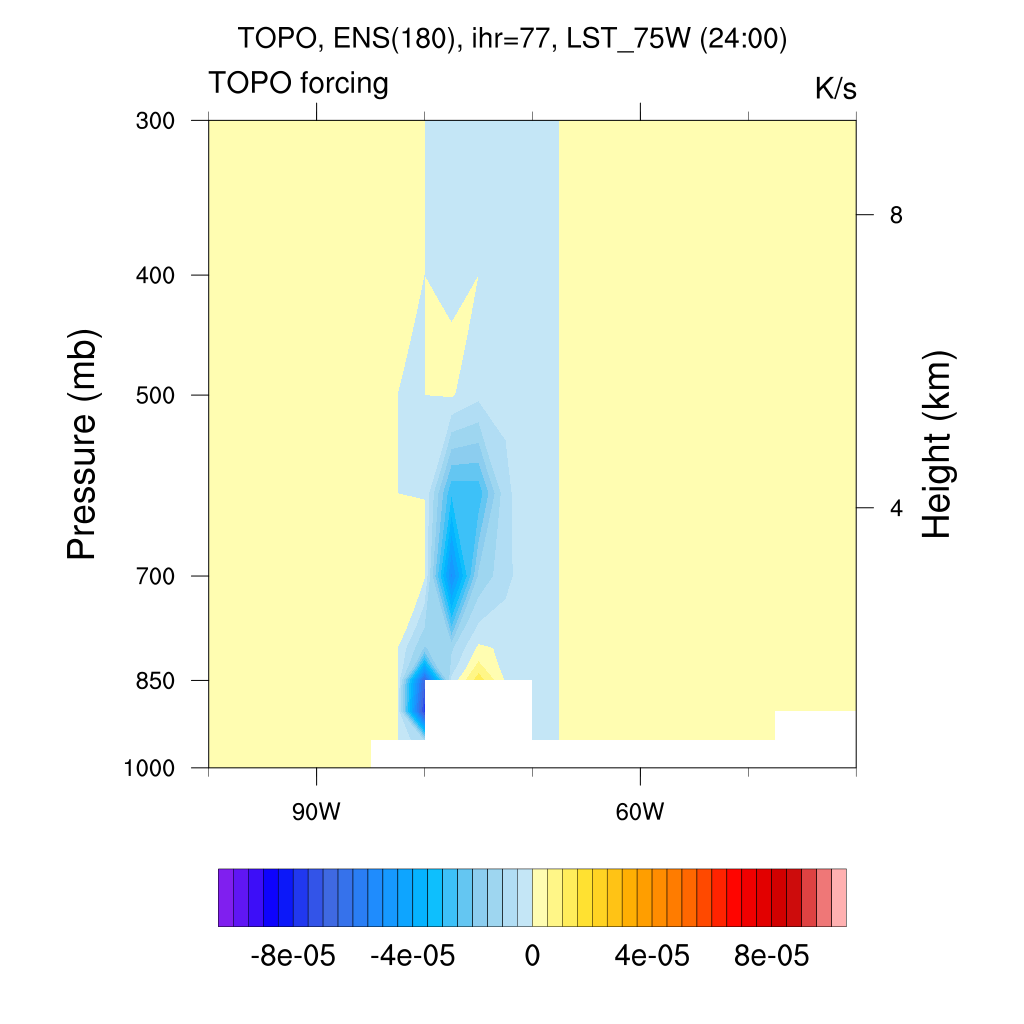 TOPO, ENS(180), ihr=77, LST_75W (24:00)
TOPO forcing
K/s
300
400
500
700
850
1000
Pressure (mb)
8
4
Height (km)
90W
60W
-8e-05
-4e-05
0
4e-05
8e-05